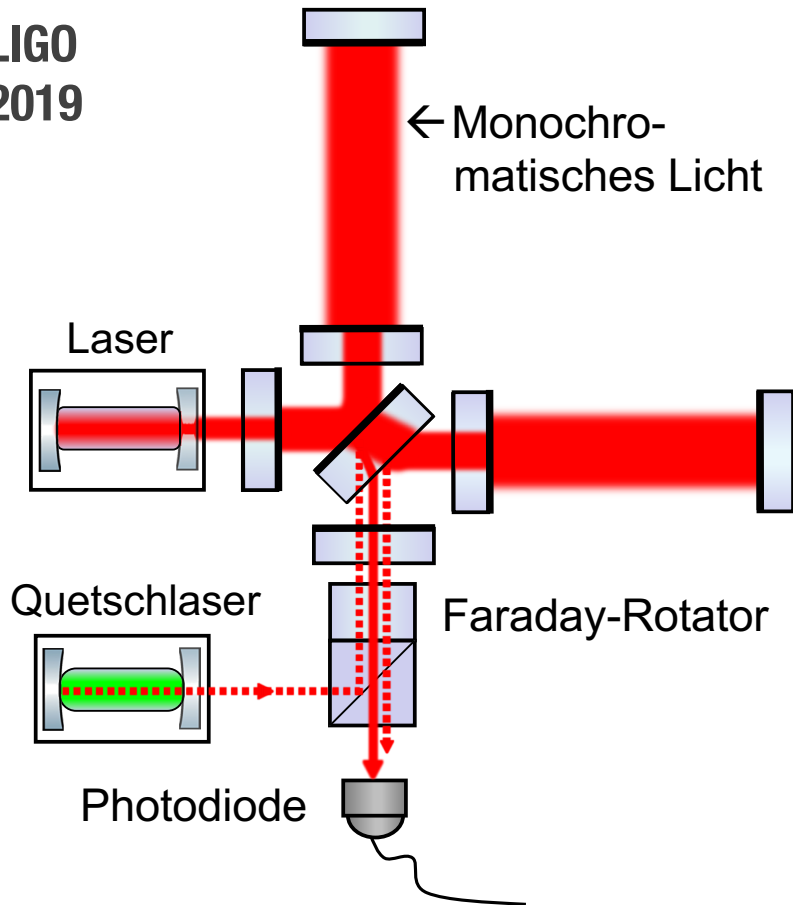 LIGO
2019
← Monochro-
matisches Licht
Laser
Quetschlaser
Faraday-Rotator
Photodiode